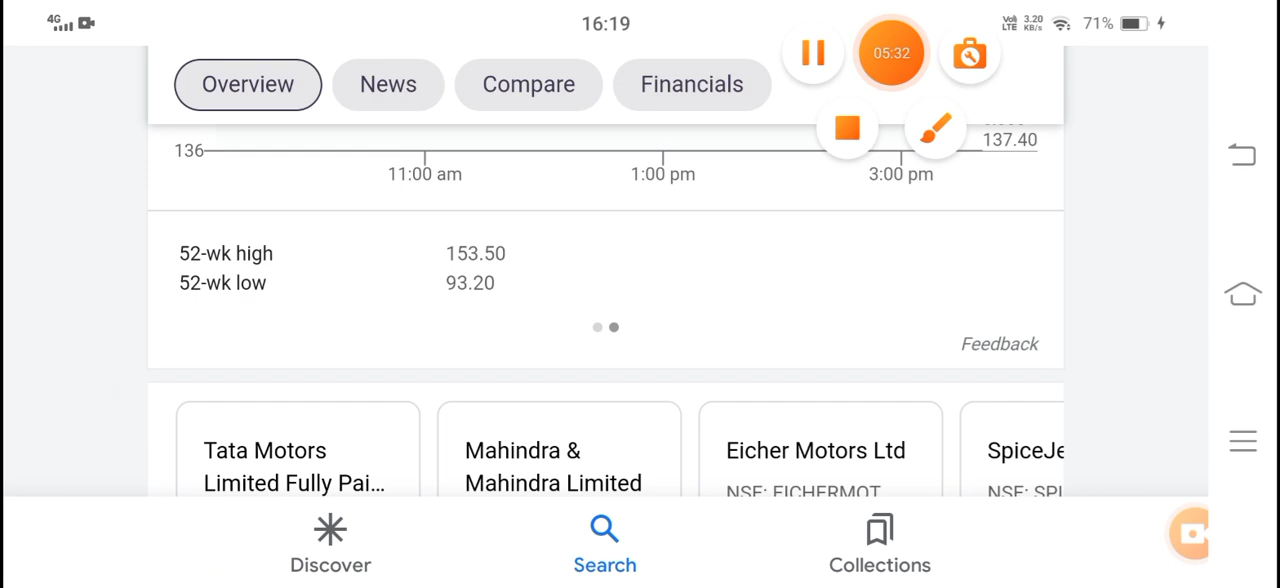 4G 16:19 Vo) LTE 3.20 KB/s 71%
05:32
Overview News Compare Financials
137.40
136
11:00 am 1:00 pm 3:00 pm
52-wk high 153.50
52-wk low 93.20
Feedback
Tata Motors
Limited Fully Pai...
Mahindra &
Mahindra Limited
Eicher Motors Ltd
NSE: EICHERMOT
SpiceJe
NSE: SPI
Discover Search Collections